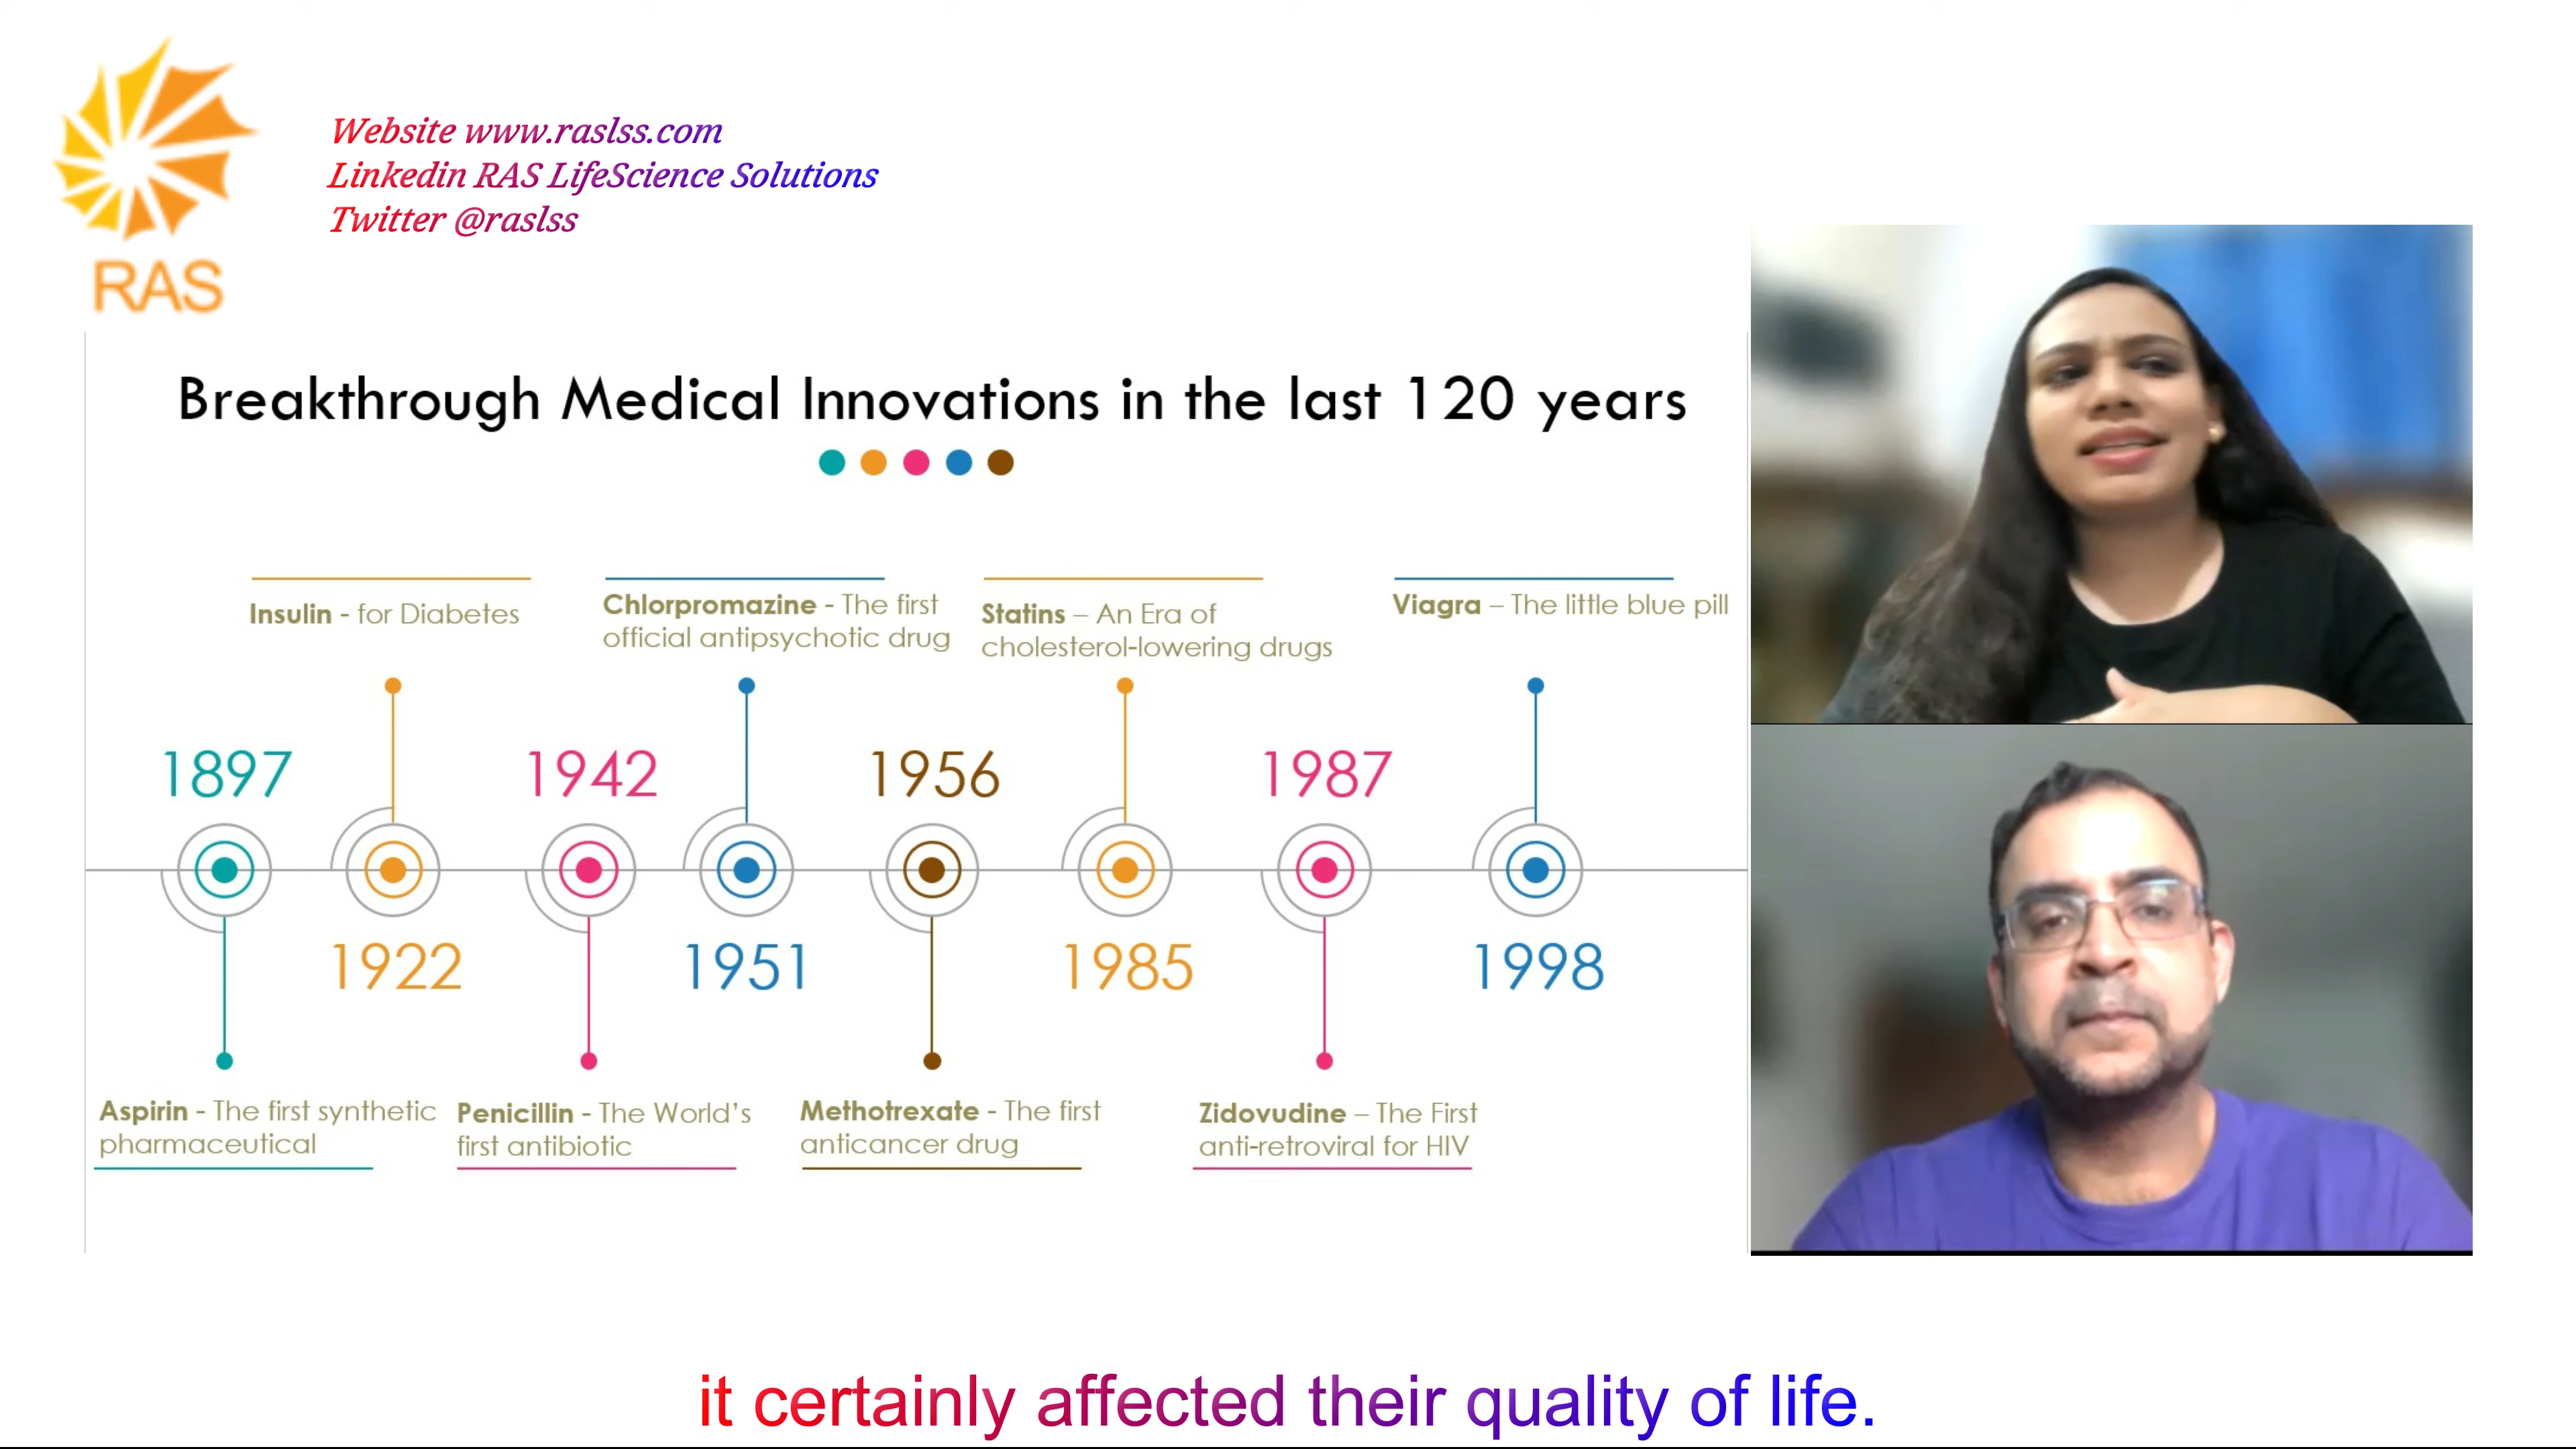 Website www.raslss.com
Linkedin RAS LifeScience Solutions
Twitter @raslss
RAS
Breakthrough Medical Innovations in the last 120 years
Insulin - for Diabetes
Chlorpromazine - The first
official antipsychotic drug
Statins – An Era of
cholesterol-lowering drugs
Viagra – The little blue pill
1897
1942
1956
1987
1922
1951
1985
1998
Aspirin - The first synthetic
pharmaceutical
Penicillin - The World's
first antibiotic
Methotrexate - The first
anticancer drug
Zidovudine – The First
anti-retroviral for HIV
it certainly affected their quality of life.